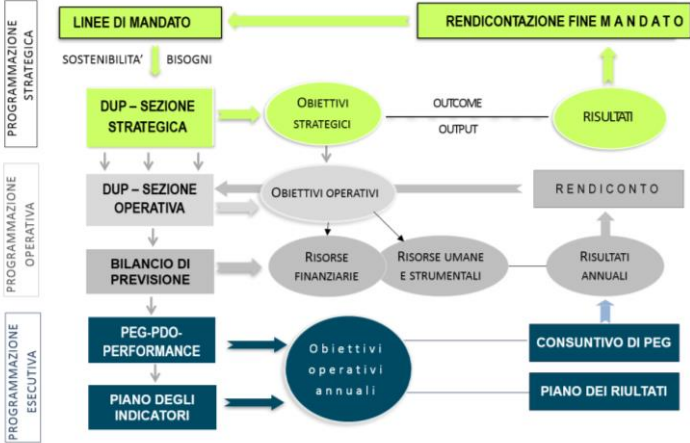 PROGRAMMAZIONE
STRATEGICA
LINEE DI MANDATO
RENDICONTAZIONE FINE M A N D A T O
SOSTENIBILITA'
BISOGNI
DUP – SEZIONE
STRATEGICA
OBIETTIVI
STRATEGICI
OUTCOME
OUTPUT
RISULTATI
PROGRAMMAZIONE
OPERATIVA
DUP – SEZIONE
OPERATIVA
OBIETTIVI OPERATIVI
R E N D I C O N T O
BILANCIO DI
PREVISIONE
RISORSE
FINANZIARIE
RISORSE UMANE
E STRUMENTALI
RISULTATI
ANNUALI
PROGRAMMAZIONE
ESECUTIVA
PEG-PDO-
PERFORMANCE
PIANO DEGLI
INDICATORI
Obiettivi
operativi
annuali
CONSUNTIVO DI PEG
PIANO DEI RIULTATI